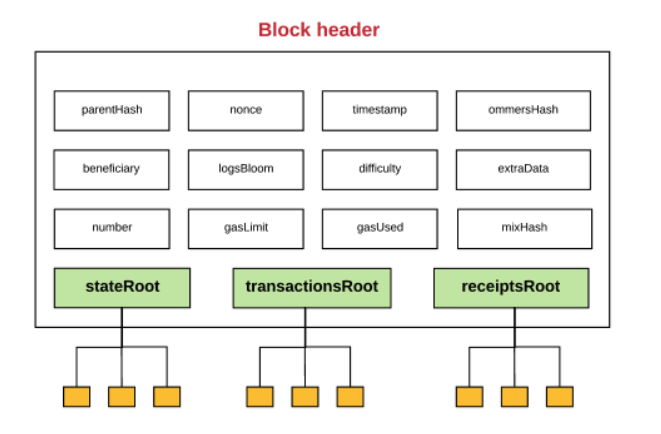 Block header
parentHash
nonce
timestamp
ommersHash
beneficiary
logsBloom
difficulty
extraData
number
gasLimit
gasUsed
mixHash
stateRoot
transactionsRoot
receiptsRoot